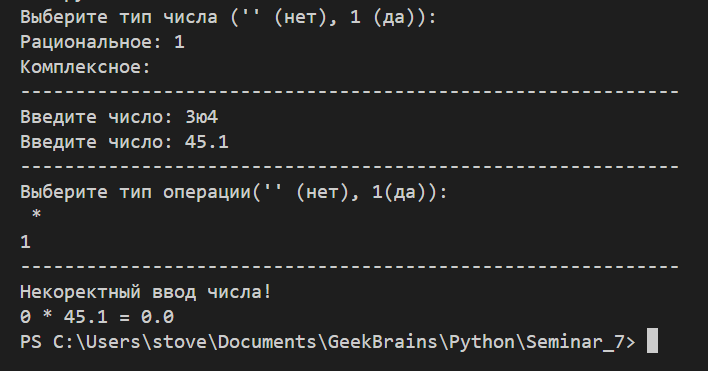 Выберите тип числа ('' (нет), 1 (да)):
Рациональное: 1
Комплексное:
------------------------------------------------------------
Введите число: 3ю4
Введите число: 45.1
------------------------------------------------------------
Выберите тип операции('' (нет), 1(да)):
*
1
------------------------------------------------------------
Некоректный ввод числа!
0 * 45.1 = 0.0
PS C:\Users\stove\Documents\GeekBrains\Python\Seminar_7>